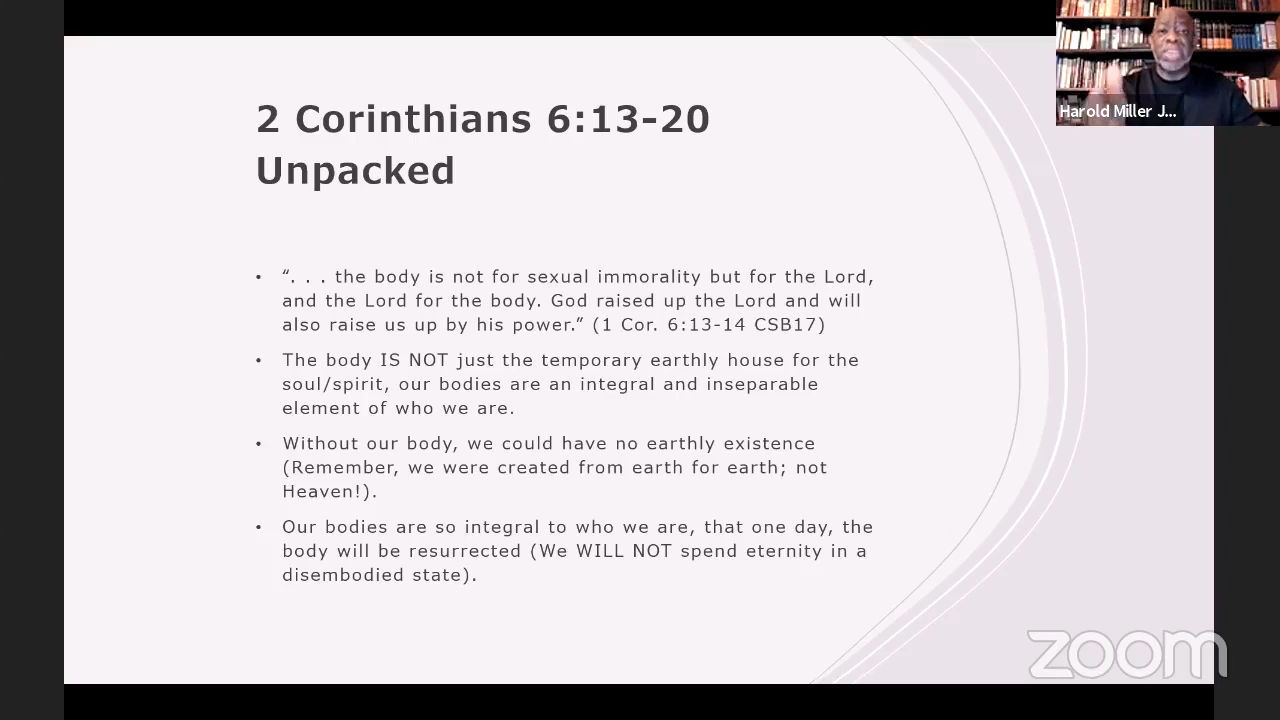 2 Corinthians 6:13-20
Unpacked
• “. . . the body is not for sexual immorality but for the Lord,
and the Lord for the body. God raised up the Lord and will
also raise us up by his power.” (1 Cor. 6:13-14 CSB17)
• The body IS NOT just the temporary earthly house for the
soul/spirit, our bodies are an integral and inseparable
element of who we are.
• Without our body, we could have no earthly existence
(Remember, we were created from earth for earth; not
Heaven!).
• Our bodies are so integral to who we are, that one day, the
body will be resurrected (We WILL NOT spend eternity in a
disembodied state).
Harold Miller J...
zoom